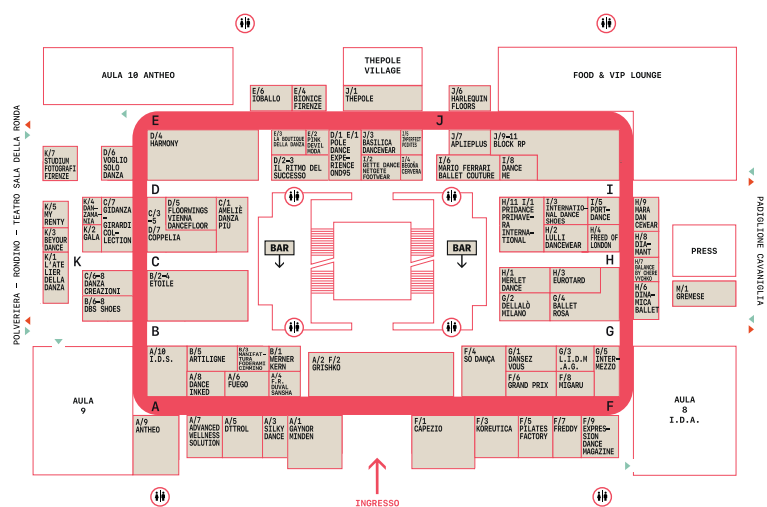 AULA 10 ANTHEO
THEPOLE
VILLAGE
FOOD & VIP LOUNGE
E/6
IOBALLO
E/4
BIONICE
FIRENZE
J/1
THEPOLE
J/6
HARLEQUIN
FLOORS
POLVERIERA – RONDINO – TEATRO SALA DELLA RONDA
PADIGLIONE CAVANIGLIA
E
J
D/4
HARMONY
E/3
LA BOUTIQUE
DELLA DANZA
E/2
PINK
DEVIL
MODA
D/1 E/1
POLE
DANCE
EXPE–
RIENCE
OND95
J/3
BASILICA
DANCEWEAR
J/5
IMPERFECT
POINTES
J/7
APLIEPLUS
J/9–11
BLOCK RP
D/2–3
IL RITMO DEL
SUCCESSO
I/2
GETTE DANCE
NETGETE
FOOTWEAR
I/4
BEGOÑA
CERVERA
I/6
MARIO FERRARI
BALLET COUTURE
I/8
DANCE
ME
K/7
STUDIUM
FOTOGRAFI
FIRENZE
D/6
VOGLIO
SOLO
DANZA
D
I
K/5
MY
RENTY
K/3
BEYOUR
DANCE
K/1
L'ATE
LIER
DELLA
DANZA
K
K/4
DAN–
ZAMA–
NIA
K/2
GALA
C/7
GIDANZA
–
GIRARDI
COL–
LECTION
C/3
–5
D/5
FLOORWINGS
VIENNA
DANCEFLOOR
D/7
COPPELIA
C/1
AMELIÈ
DANZA
PIÙ
H/11 I/1
PRIDANCE
PRIMAVE–
RA
INTERNA–
TIONAL
I/3
INTERNATIO–
NAL DANCE
SHOES
H/2
LULLI
DANCEWEAR
I/5
PORT–
DANCE
H/4
FREED OF
LONDON
H/9
MARA
DAN
CEWEAR
H/8
DIA–
MANT
H/7
BALANCE
BY CHEBE
VYCHKO
H/6
DINA–
MICA
BALLET
PRESS
M/1
GREMESE
BAR
BAR
C
H
C/6–8
DANZA
CREAZIONI
B/6–8
DBS SHOES
B/2–4
ETOILE
H/1
MERLET
DANCE
H/3
EUROTARD
G/2
DELLALÒ
MILANO
G/4
BALLET
ROSA
B
G
AULA
9
A/10
I.D.S.
B/5
ARTILIGNE
B/3
MANIFAT–
TURA
FODERAMI
CIMMINO
B/1
WERNER
KERN
A/8
DANCE
INKED
A/6
FUEGO
A/4
F.R.
DUVAL
SANSHA
A/2 F/2
GRISHKO
F/4
SO DANÇA
G/1
DANSEZ
VOUS
G/3
L.I.D.M
.A.G.
G/5
INTER–
MEZZO
F/6
GRAND PRIX
F/8
MIGARU
AULA
8
I.D.A.
A
F
A/9
ANTHEO
A/7
ADVANCED
WELLNESS
SOLUTION
A/5
DTTROL
A/3
SILKY
DANCE
A/1
GAYNOR
MINDEN
F/1
CAPEZIO
F/3
KOREUTICA
F/5
PILATES
FACTORY
F/7
FREDDY
F/9
EXPRES–
SION
DANCE
MAGAZINE
INGRESSO